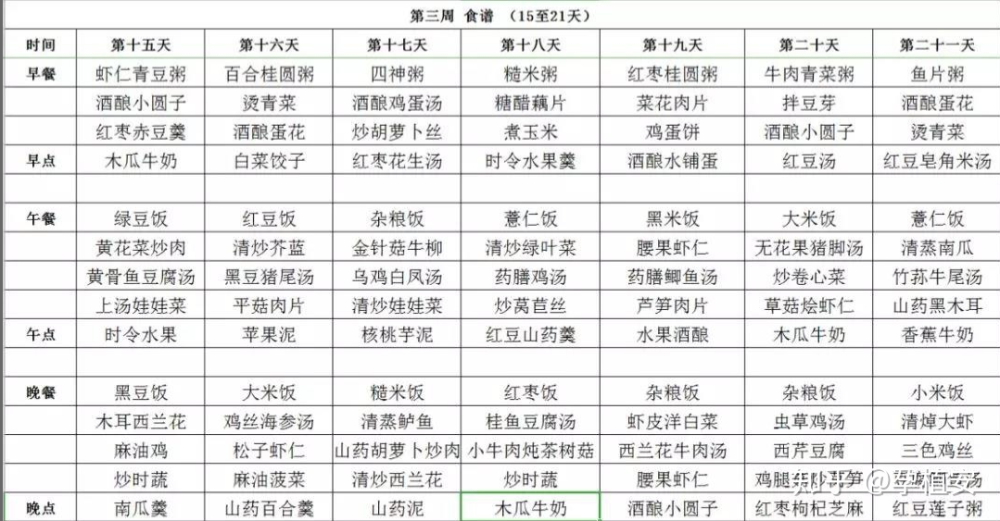 第三周 食谱 （15至21天）
时间 第十五天 第十六天 第十七天 第十八天 第十九天 第二十天 第二十一天
早餐 虾仁青豆粥 百合桂圆粥 四神粥 糙米粥 红枣桂圆粥 牛肉青菜粥 鱼片粥
酒酿小圆子 烫青菜 酒酿鸡蛋汤 糖醋藕片 菜花肉片 拌豆芽 酒酿蛋花
红枣赤豆羹 酒酿蛋花 炒胡萝卜丝 煮玉米 鸡蛋饼 酒酿小圆子 烫青菜
早点 木瓜牛奶 白菜饺子 红枣花生汤 时令水果羹 酒酿水铺蛋 红豆汤 红豆皂角米汤
午餐 绿豆饭 红豆饭 杂粮饭 薏仁饭 黑米饭 大米饭 薏仁饭
黄花菜炒肉 清炒芥蓝 金针菇牛柳 清炒绿叶菜 腰果虾仁 无花果猪脚汤 清蒸南瓜
黄骨鱼豆腐汤 黑豆猪尾汤 乌鸡白凤汤 药膳鸡汤 药膳鲫鱼汤 炒卷心菜 竹荪牛尾汤
上汤娃娃菜 平菇肉片 清炒娃娃菜 炒莴苣丝 芦笋肉片 草菇烩虾仁 山药黑木耳
午点 时令水果 苹果泥 核桃芋泥 红豆山药羹 水果酒酿 木瓜牛奶 香蕉牛奶
晚餐 黑豆饭 大米饭 糙米饭 红枣饭 杂粮饭 杂粮饭 小米饭
木耳西兰花 鸡丝海参汤 清蒸鲈鱼 桂鱼豆腐汤 虾皮洋白菜 虫草鸡汤 清焯大虾
麻油鸡 松子虾仁 山药胡萝卜炒肉 小牛肉炖茶树菇 西兰花牛肉汤 西芹豆腐 三色鸡丝
炒时蔬 麻油菠菜 清炒西兰花 炒时蔬 腰果虾仁 鸡腿 笋 汤
晚点 南瓜羹 山药百合羹 山药泥 木瓜牛奶 酒酿小圆子 红枣枸杞芝麻 红豆莲子粥
知乎 @幸植安